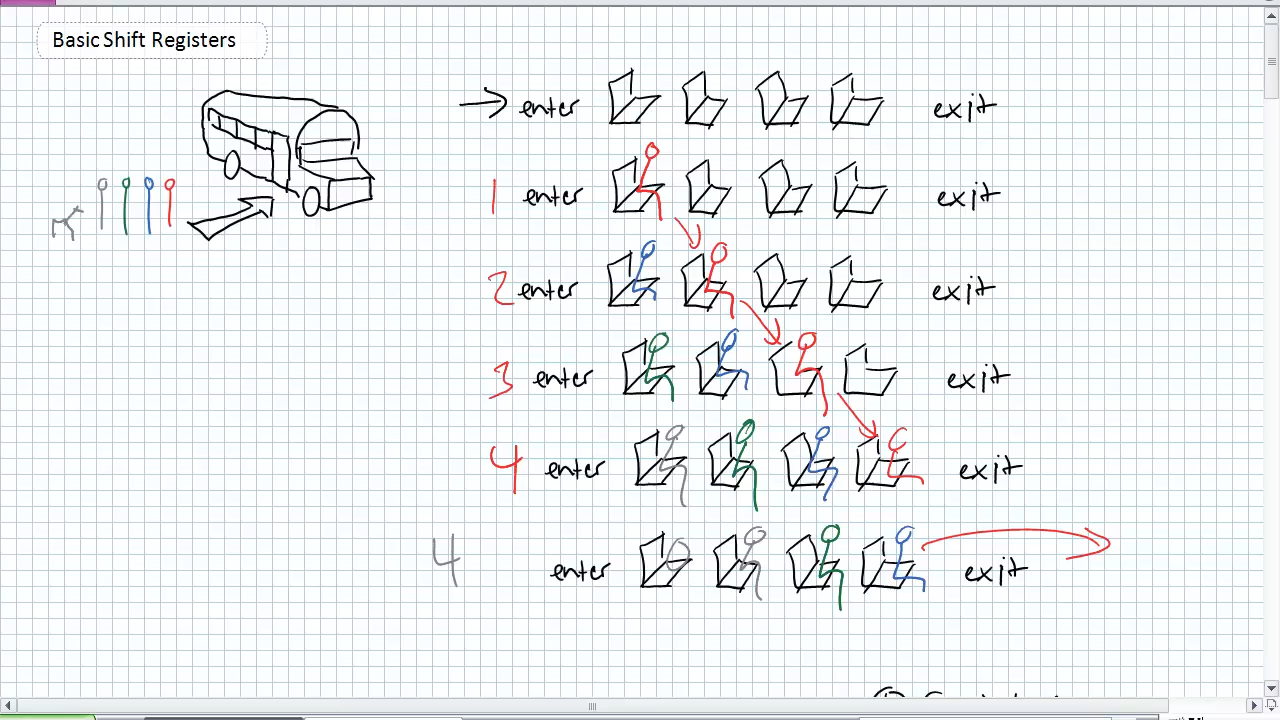 Basic Shift Registers
enter exit
1 enter exit
2 enter exit
3 enter exit
4 enter exit
4 enter exit